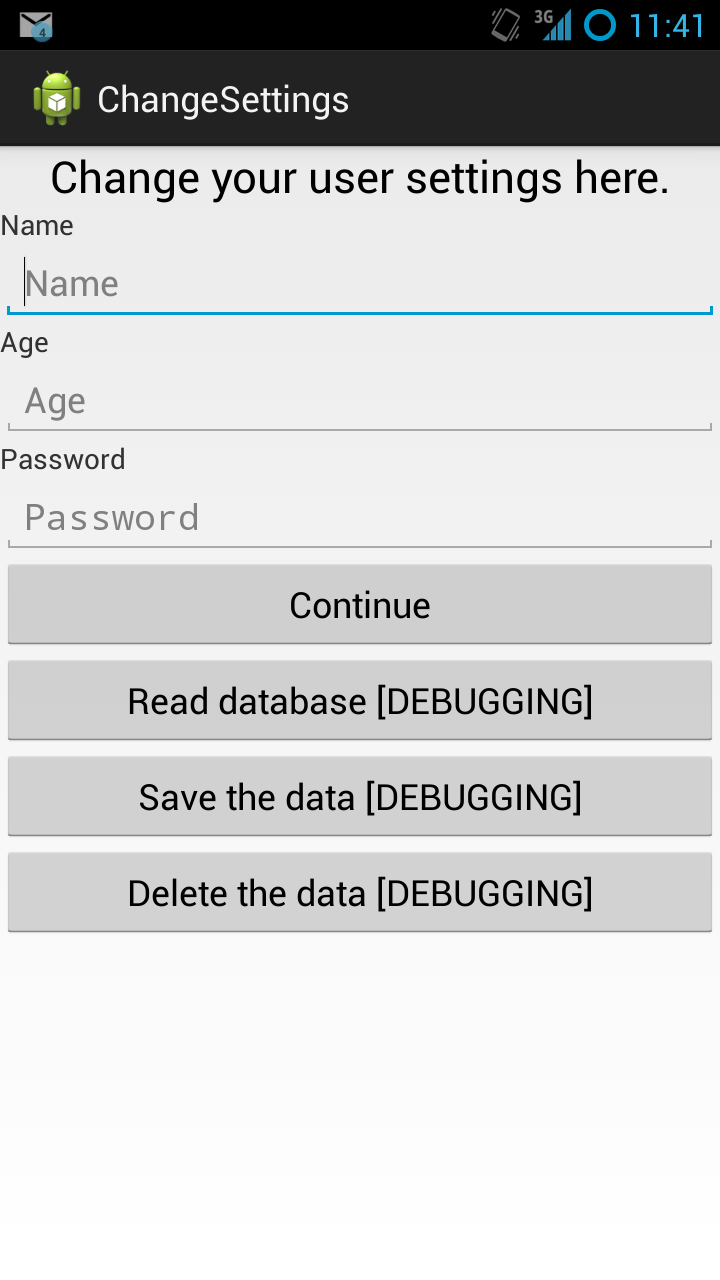 4
3G
11:41
ChangeSettings
Change your user settings here.
Name
Name
Age
Age
Password
Password
Continue
Read database [DEBUGGING]
Save the data [DEBUGGING]
Delete the data [DEBUGGING]